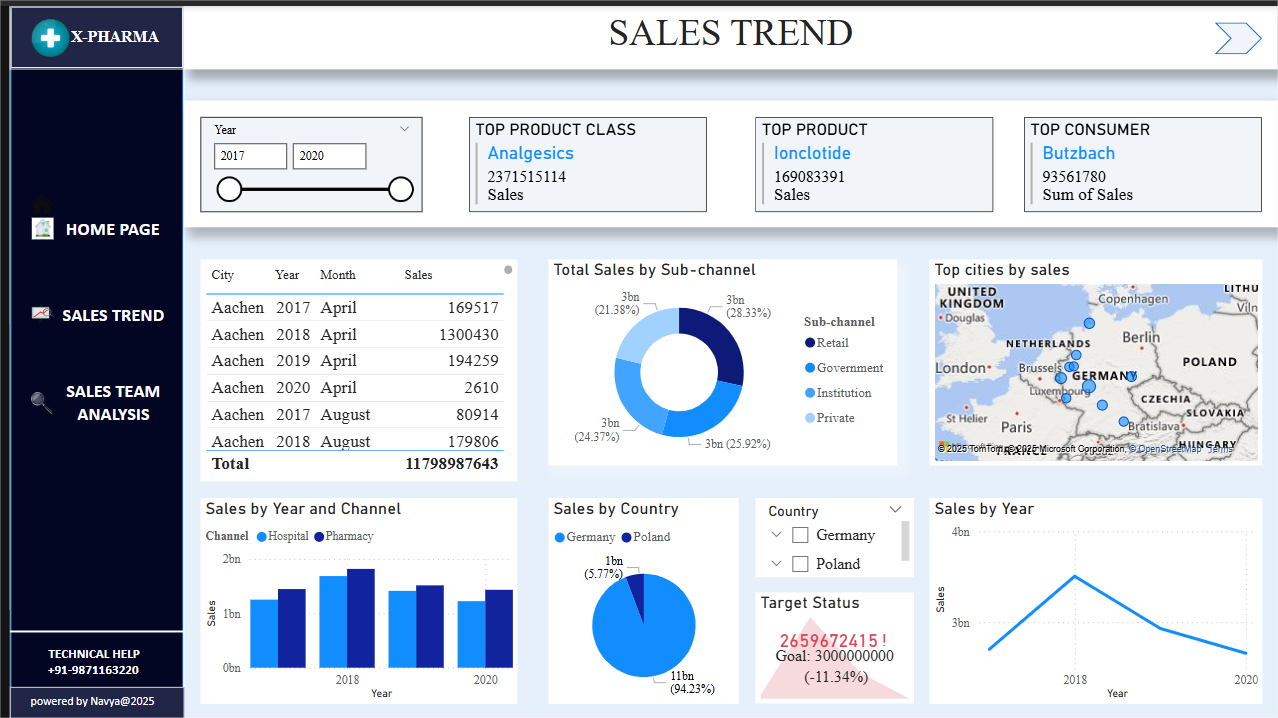 X-PHARMA
SALES TREND
HOME PAGE
SALES TREND
SALES TEAM
ANALYSIS
TECHNICAL HELP
+91-9871163220
powered by Navya@2025
Year
2017 2020
TOP PRODUCT CLASS
Analgesics
2371515114
Sales
TOP PRODUCT
Ionclotide
169083391
Sales
TOP CONSUMER
Butzbach
93561780
Sum of Sales
City Year Month Sales
Aachen 2017 April 169517
Aachen 2018 April 1300430
Aachen 2019 April 194259
Aachen 2020 April 2610
Aachen 2017 August 80914
Aachen 2018 August 179806
Total 11798987643
Total Sales by Sub-channel
3bn
(21.38%)
3bn
(28.33%)
3bn
(24.37%)
3bn (25.92%)
Sub-channel
Retail
Government
Institution
Private
Top cities by sales
UNITED
KINGDOM
Douglas
Copenhagen
LITHU
Viln
NETHERLANDS
Berlin
London
Brussels
GERMANY
POLAND
Luxembourg
CZECHIA
St Helier
Paris
SLOVAKIA
Bratislava
HUNGARY
FRANCE
© 2025 TomTom, © 2025 Microsoft Corporation, © OpenStreetMap Terms
Sales by Year and Channel
Channel Hospital Pharmacy
2bn
1bn
0bn
Sales
2018 2020
Year
Sales by Country
Germany Poland
1bn
(5.77%)
11bn
(94.23%)
Country
Germany
Poland
Target Status
2659672415!
Goal: 3000000000
(-11.34%)
Sales by Year
4bn
3bn
Sales
2018 2020
Year